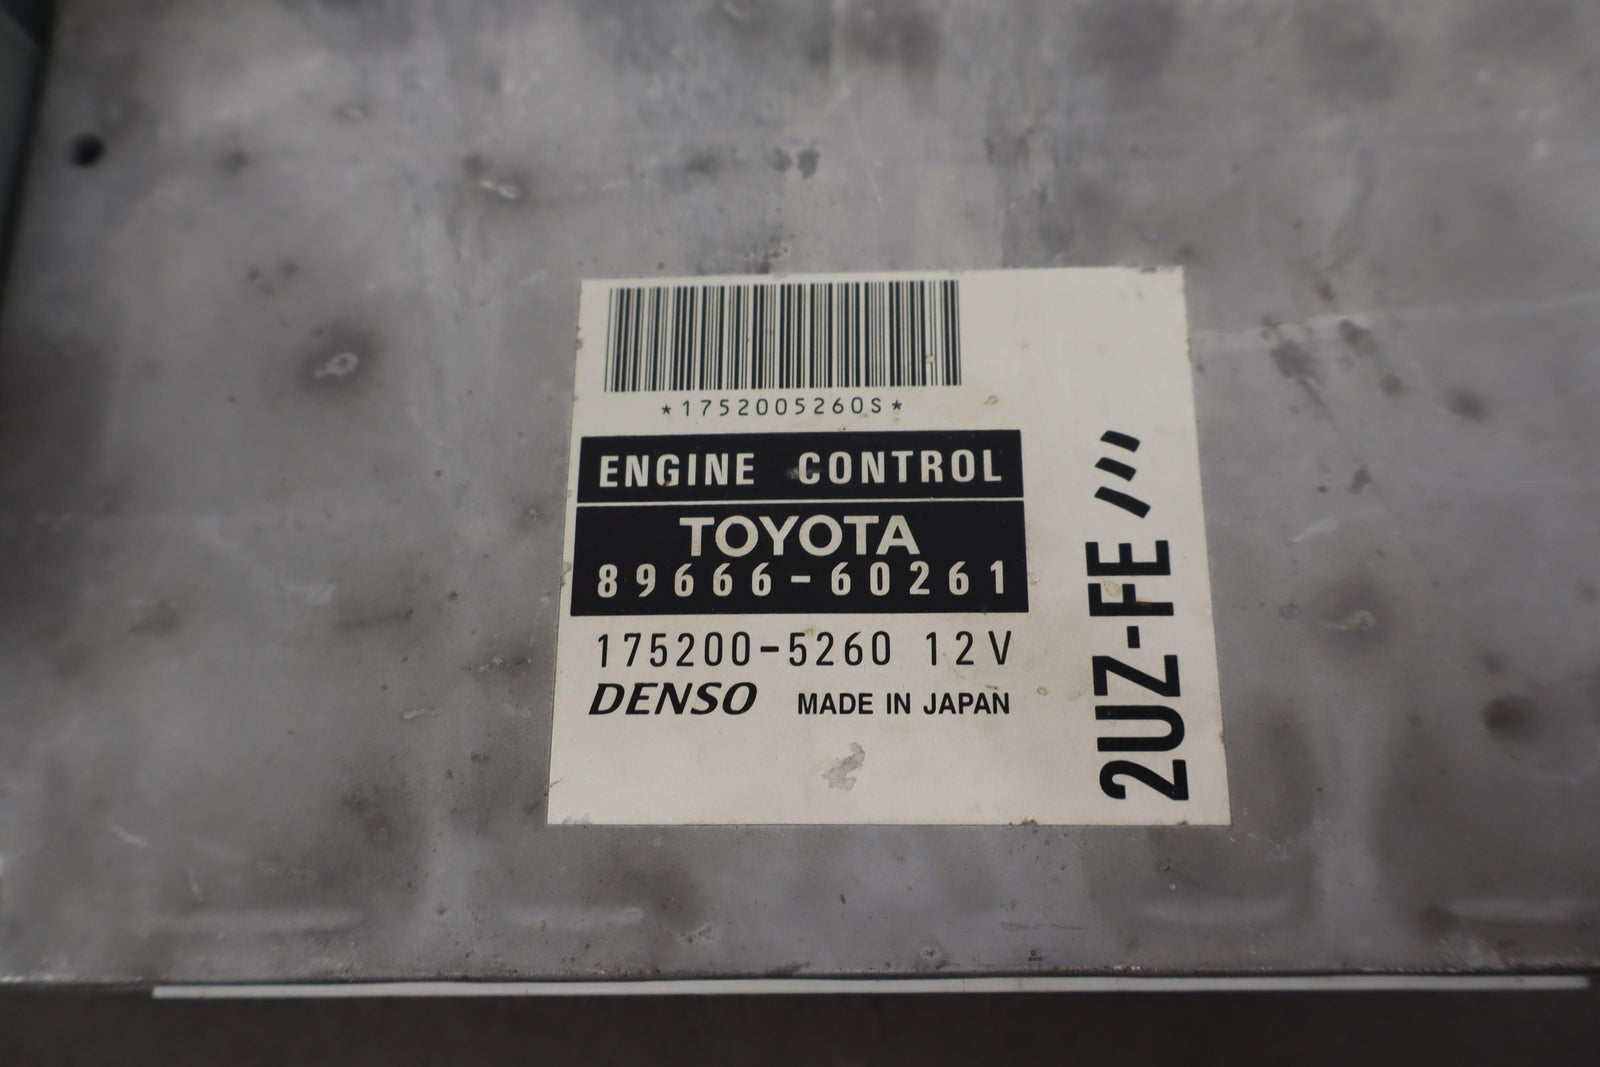 *1752005260S*
ENGINE CONTROL
TOYOTA
89666-60261
175200-5260 12V
DENSO MADE IN JAPAN
2UZ-FE